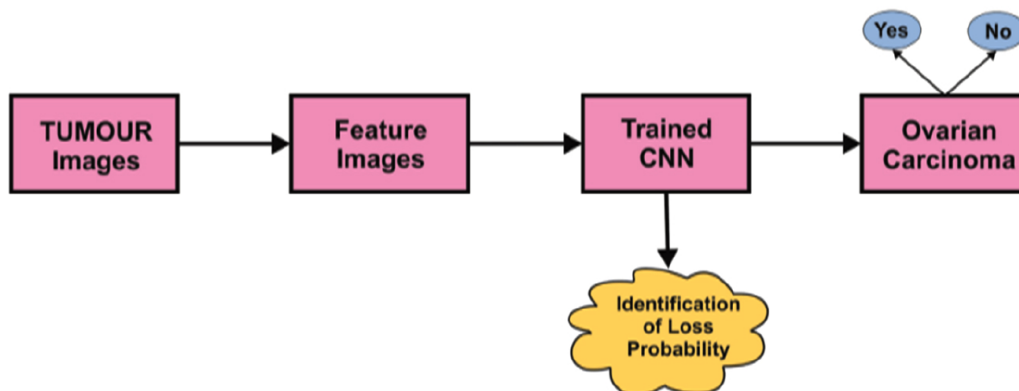 Yes
No
TUMOUR
Images
Feature
Images
Trained
CNN
Ovarian
Carcinoma
Identification
of Loss
Probability